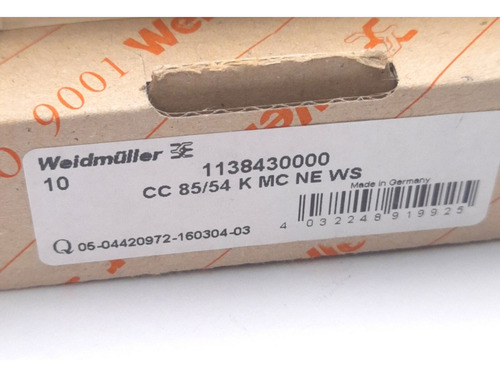 9001
Weidmüller
1138430000
10
CC 85/54 K MC NE WS
Made in Germany
Q 05-04420972-160304-03
4 032248 919925